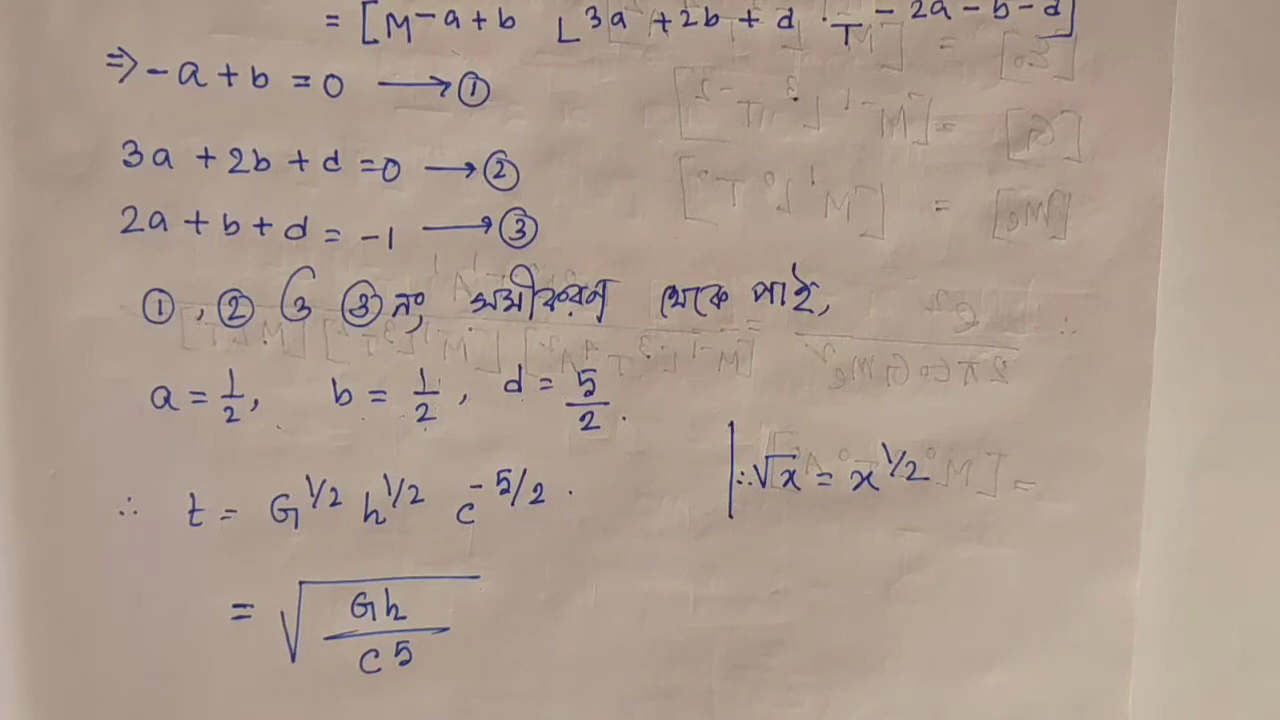 = [M^-a+b L^3a+2b+d · T^-2a-b-d]
⇒ -a + b = 0 ⟶ ①
3a + 2b + d = 0 ⟶ ②
2a + b + d = -1 ⟶ ③
①, ② ও ③ নং সমীকরণ থেকে পাই,
a = 1/2, b = 1/2, d = 5/2.
∴ t = G^1/2 h^1/2 c^-5/2 .
∴ √x = x^1/2
= √(Gh/c^5)